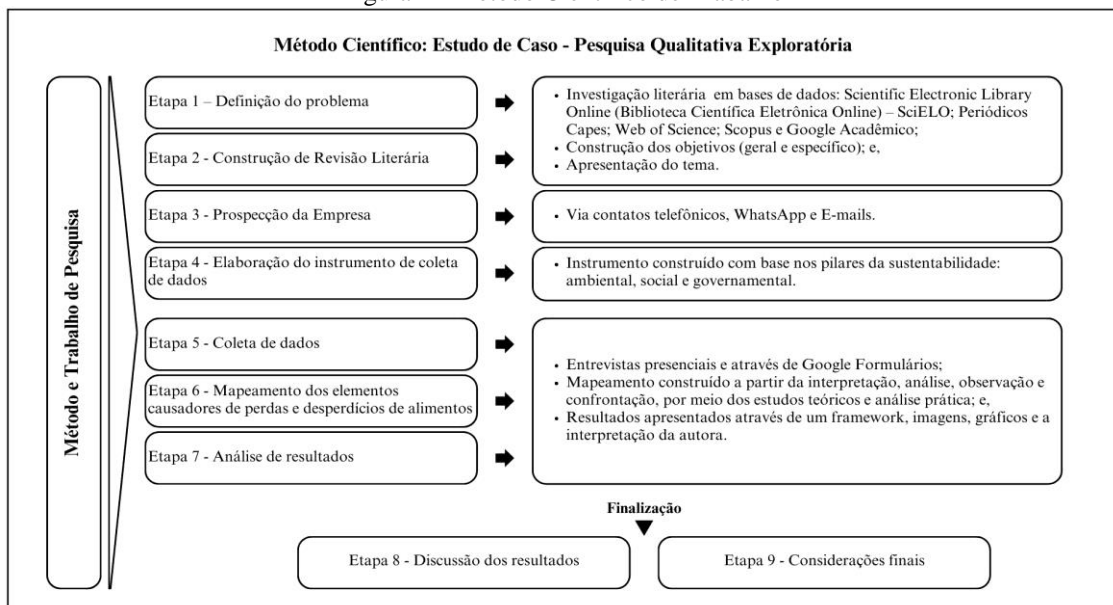 Método Científico: Estudo de Caso - Pesquisa Qualitativa Exploratória
Método e Trabalho de Pesquisa
Etapa 1 – Definição do problema
Etapa 2 - Construção de Revisão Literária
• Investigação literária em bases de dados: Scientific Electronic Library
Online (Biblioteca Científica Eletrônica Online) – SciELO; Periódicos
Capes; Web of Science; Scopus e Google Acadêmico;
• Construção dos objetivos (geral e específico); e,
• Apresentação do tema.
Etapa 3 - Prospecção da Empresa
• Via contatos telefônicos, WhatsApp e E-mails.
Etapa 4 - Elaboração do instrumento de coleta
de dados
• Instrumento construído com base nos pilares da sustentabilidade:
ambiental, social e governamental.
Etapa 5 - Coleta de dados
Etapa 6 - Mapeamento dos elementos
causadores de perdas e desperdícios de alimentos
Etapa 7 - Análise de resultados
• Entrevistas presenciais e através de Google Formulários;
• Mapeamento construído a partir da interpretação, análise, observação e
confrontação, por meio dos estudos teóricos e análise prática; e,
• Resultados apresentados através de um framework, imagens, gráficos e a
interpretação da autora.
Finalização
Etapa 8 - Discussão dos resultados
Etapa 9 - Considerações finais